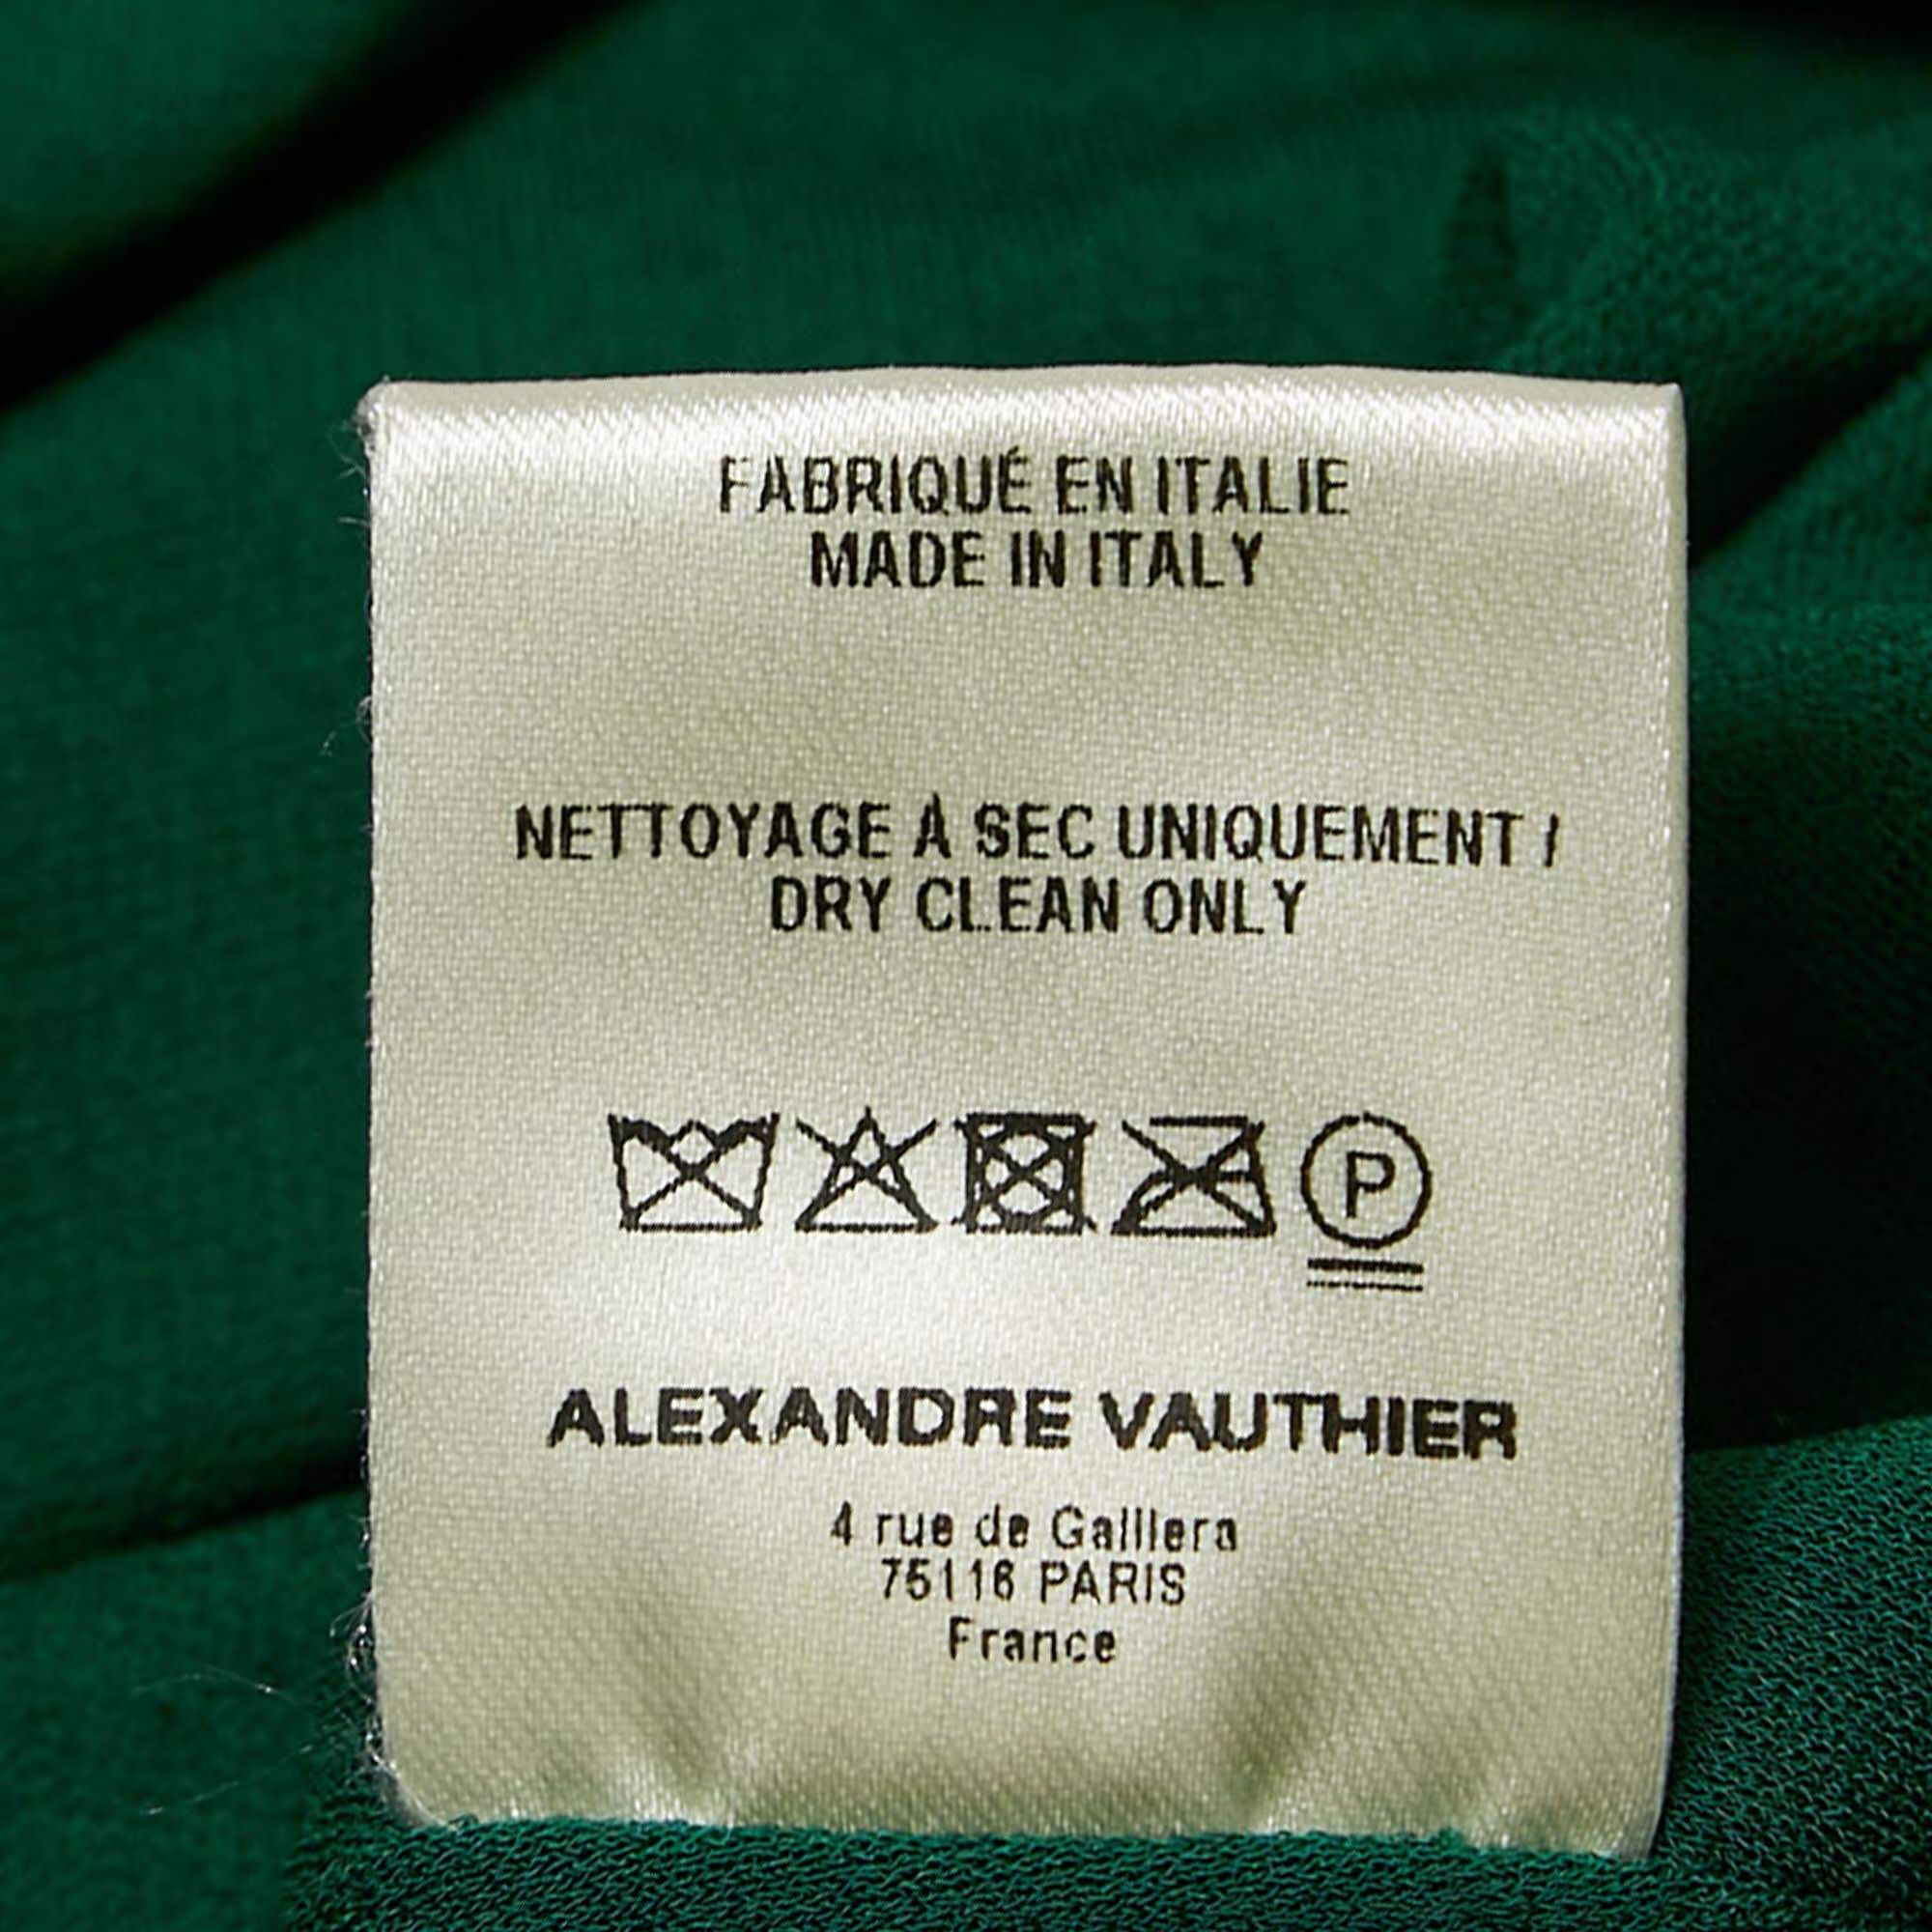 FABRIQUÉ EN ITALIE
MADE IN ITALY
NETTOYAGE À SEC UNIQUEMENT /
DRY CLEAN ONLY
P
ALEXANDRE VAUTHIER
4 rue de Galliera
75116 PARIS
France